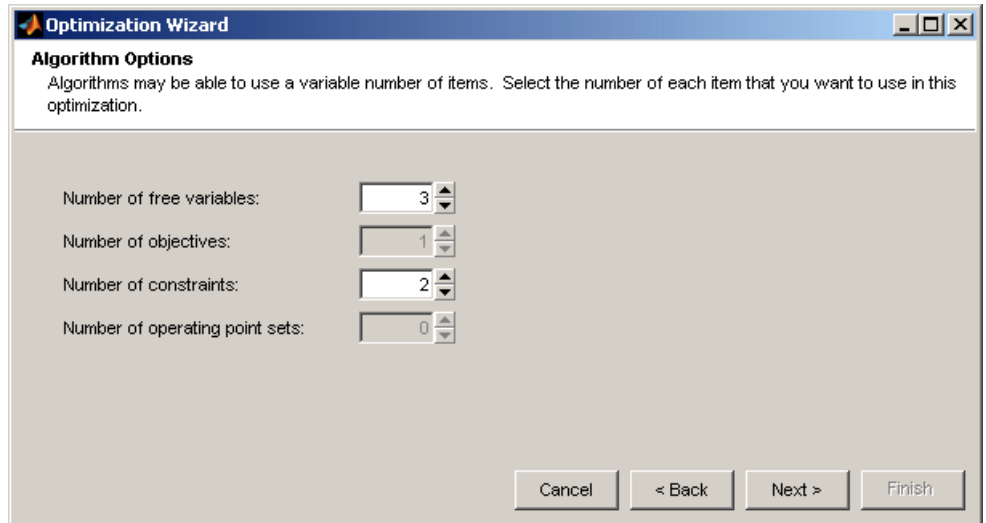 Optimization Wizard
Algorithm Options
Algorithms may be able to use a variable number of items. Select the number of each item that you want to use in this
optimization.
Number of free variables: 3
Number of objectives: 1
Number of constraints: 2
Number of operating point sets: 0
Cancel < Back Next > Finish